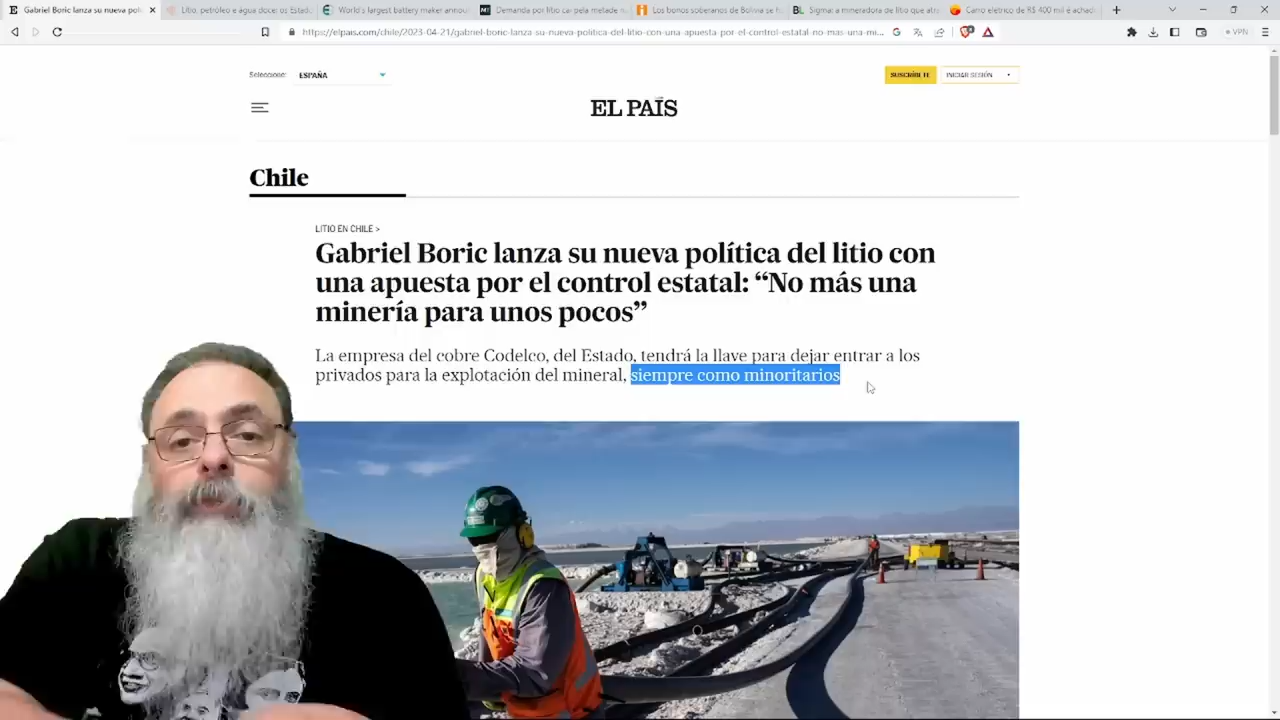 Gabriel Boric lanza su nueva pol
Litio, petróleo e água doce: os Estado
World's largest battery maker annou
Demanda por lítio cai pela metade n
Los bonos soberanos de Bolivia se h
Sigma: a mineradora de lítio que atra
Carro elétrico de R$ 400 mil é achad
https://elpais.com/chile/2023-04-21/gabriel-boric-lanza-su-nueva-politica-del-litio-con-una-apuesta-por-el-control-estatal-no-mas-una-mi...
VPN
Seleccione:
ESPAÑA
SUSCRÍBETE
INICIAR SESIÓN
EL PAÍS
Chile
LITIO EN CHILE >
Gabriel Boric lanza su nueva política del litio con
una apuesta por el control estatal: “No más una
minería para unos pocos”
La empresa del cobre Codelco, del Estado, tendrá la llave para dejar entrar a los
privados para la explotación del mineral, siempre como minoritarios